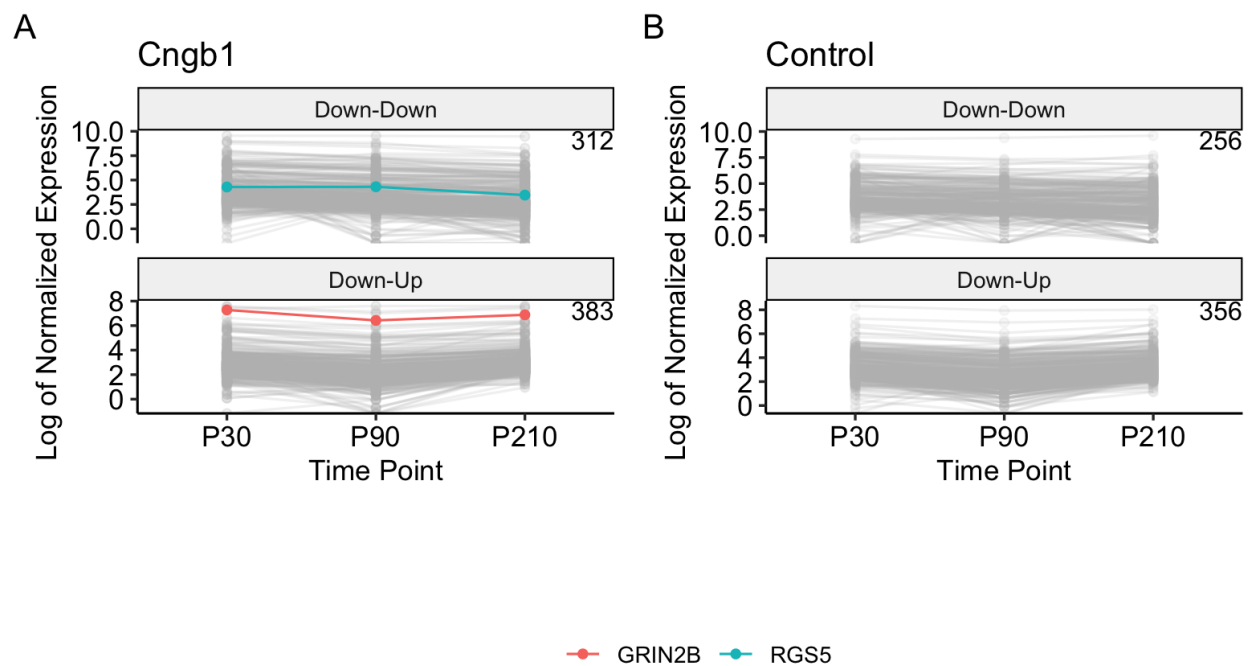 A
Cngb1
Log of Normalized Expression
Down-Down
312
10.0
7.5
5.0
2.5
0.0
Down-Up
383
8
6
4
2
0
P30 P90 P210
Time Point
B
Control
Log of Normalized Expression
Down-Down
256
10.0
7.5
5.0
2.5
0.0
Down-Up
356
8
6
4
2
0
P30 P90 P210
Time Point
GRIN2B RGS5